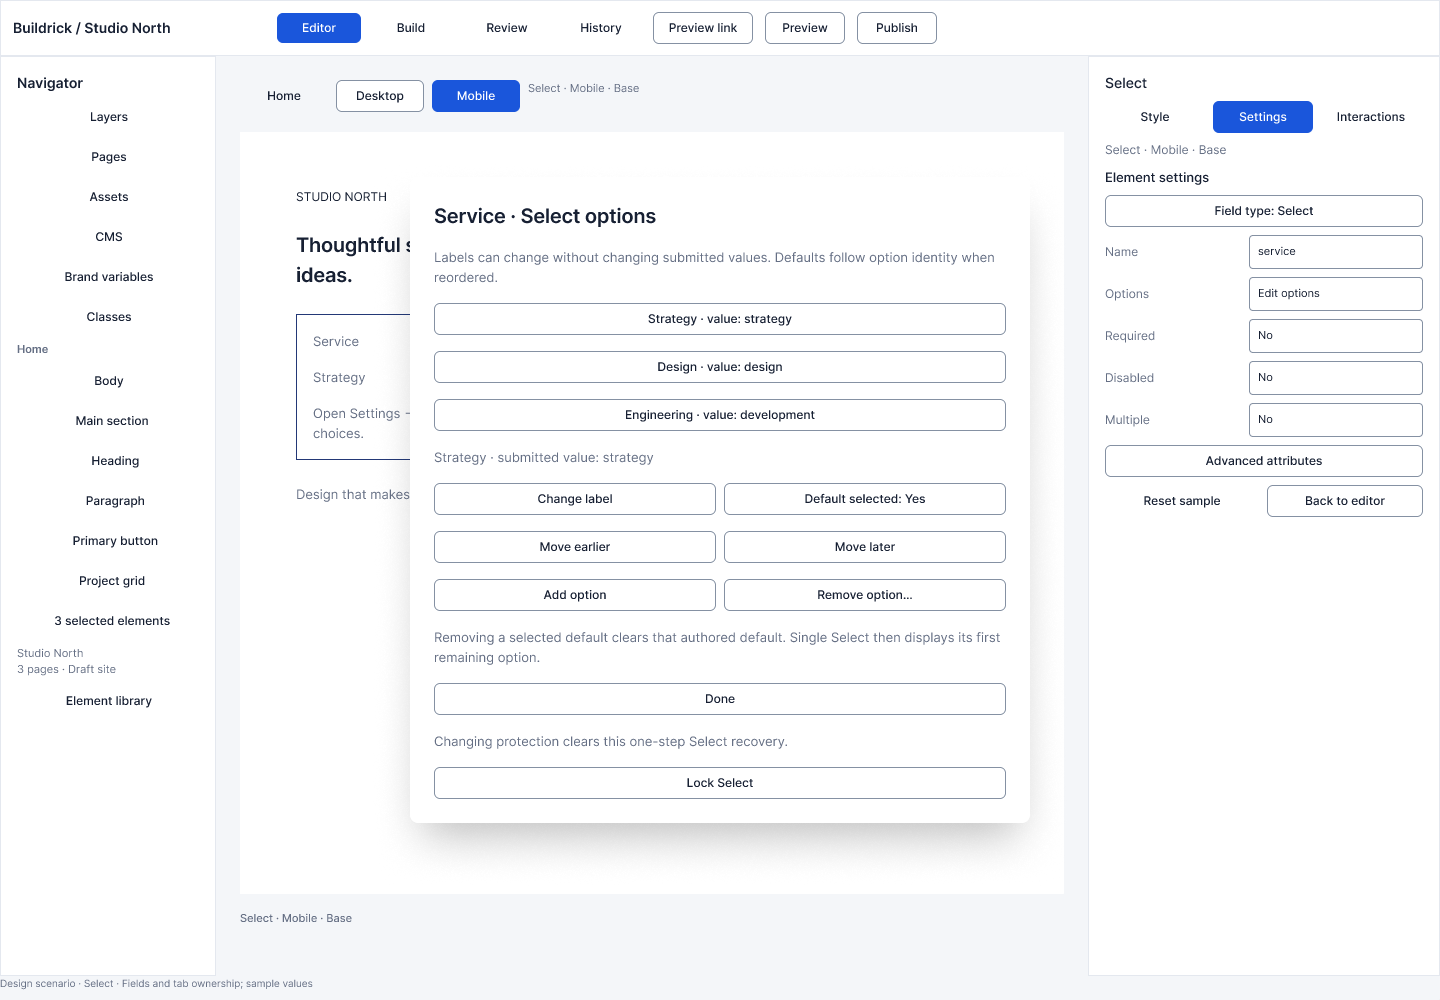 Buildrick / Studio North
Editor
Build
Review
History
Preview link
Preview
Publish
Navigator
Layers
Pages
Assets
CMS
Brand variables
Classes
Home
Body
Main section
Heading
Paragraph
Primary button
Project grid
3 selected elements
Studio North
3 pages · Draft site
Element library
Home
Desktop
Mobile
Select · Mobile · Base
STUDIO NORTH
Thoughtful s
ideas.
Service
Strategy
Open Settings
choices.
Design that makes
Service · Select options
Labels can change without changing submitted values. Defaults follow option identity when
reordered.
Strategy · value: strategy
Design · value: design
Engineering · value: development
Strategy · submitted value: strategy
Change label
Default selected: Yes
Move earlier
Move later
Add option
Remove option...
Removing a selected default clears that authored default. Single Select then displays its first
remaining option.
Done
Changing protection clears this one-step Select recovery.
Lock Select
Select · Mobile · Base
Select
Style
Settings
Interactions
Select · Mobile · Base
Element settings
Field type: Select
Name
service
Options
Edit options
Required
No
Disabled
No
Multiple
No
Advanced attributes
Reset sample
Back to editor
Design scenario · Select · Fields and tab ownership; sample values